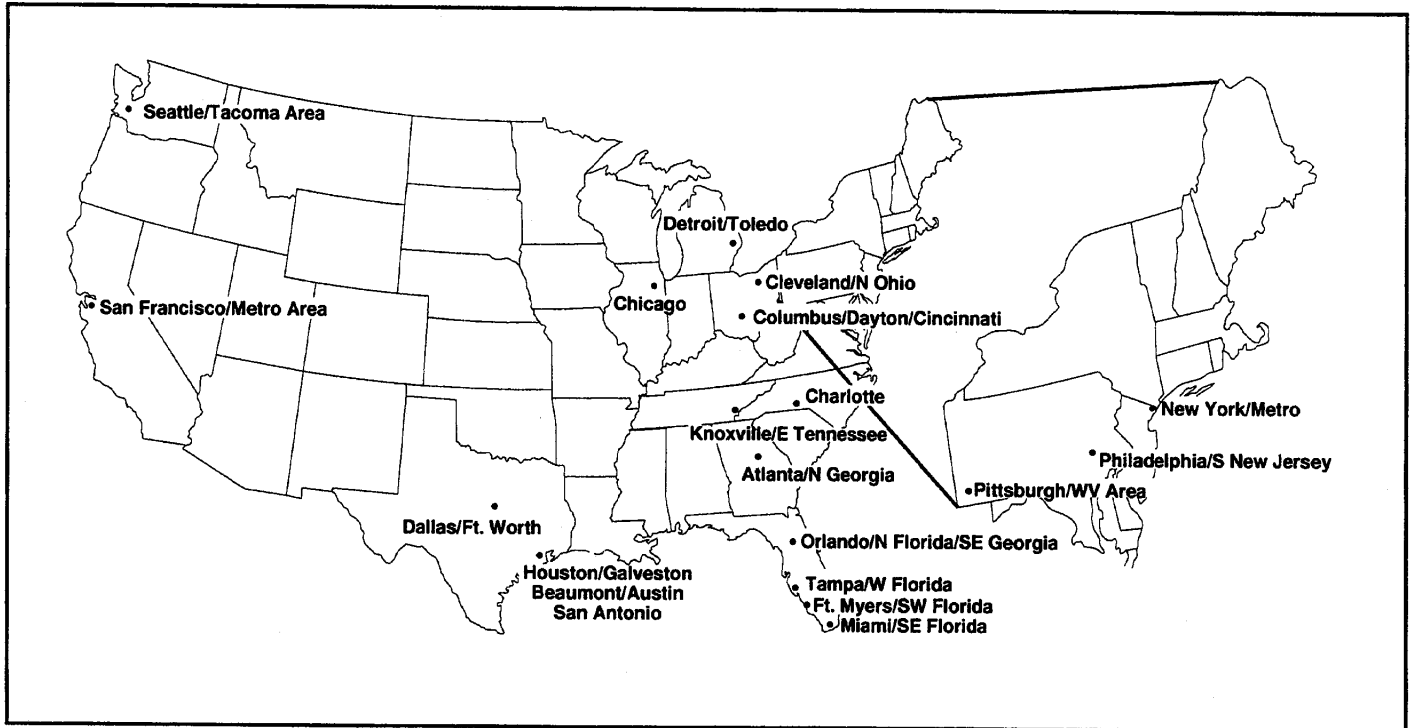 Seattle/Tacoma Area
Detroit/Toledo
Cleveland/N Ohio
Chicago
San Francisco/Metro Area
Columbus/Dayton/Cincinnati
Charlotte
New York/Metro
Knoxville/E Tennessee
Philadelphia/S New Jersey
Atlanta/N Georgia
Pittsburgh/WV Area
Dallas/Ft. Worth
Orlando/N Florida/SE Georgia
Houston/Galveston
Beaumont/Austin
San Antonio
Tampa/W Florida
Ft. Myers/SW Florida
Miami/SE Florida